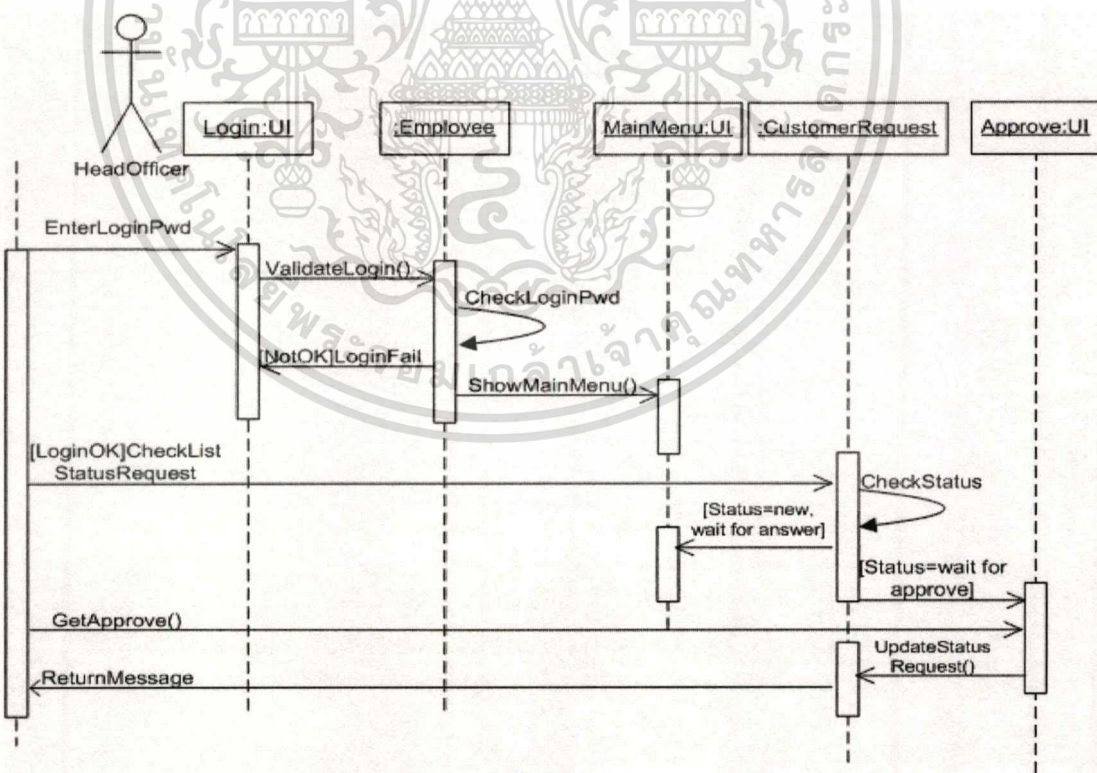 Login:UI
:Employee
MainMenu:UI
:CustomerRequest
Approve:UI
HeadOfficer
EnterLoginPwd
ValidateLogin()
CheckLoginPwd
[NotOK]LoginFail
ShowMainMenu()
[LoginOK]CheckList
StatusRequest
CheckStatus
[Status=new,
wait for answer]
[Status=wait for
approve]
GetApprove()
UpdateStatus
Request()
ReturnMessage